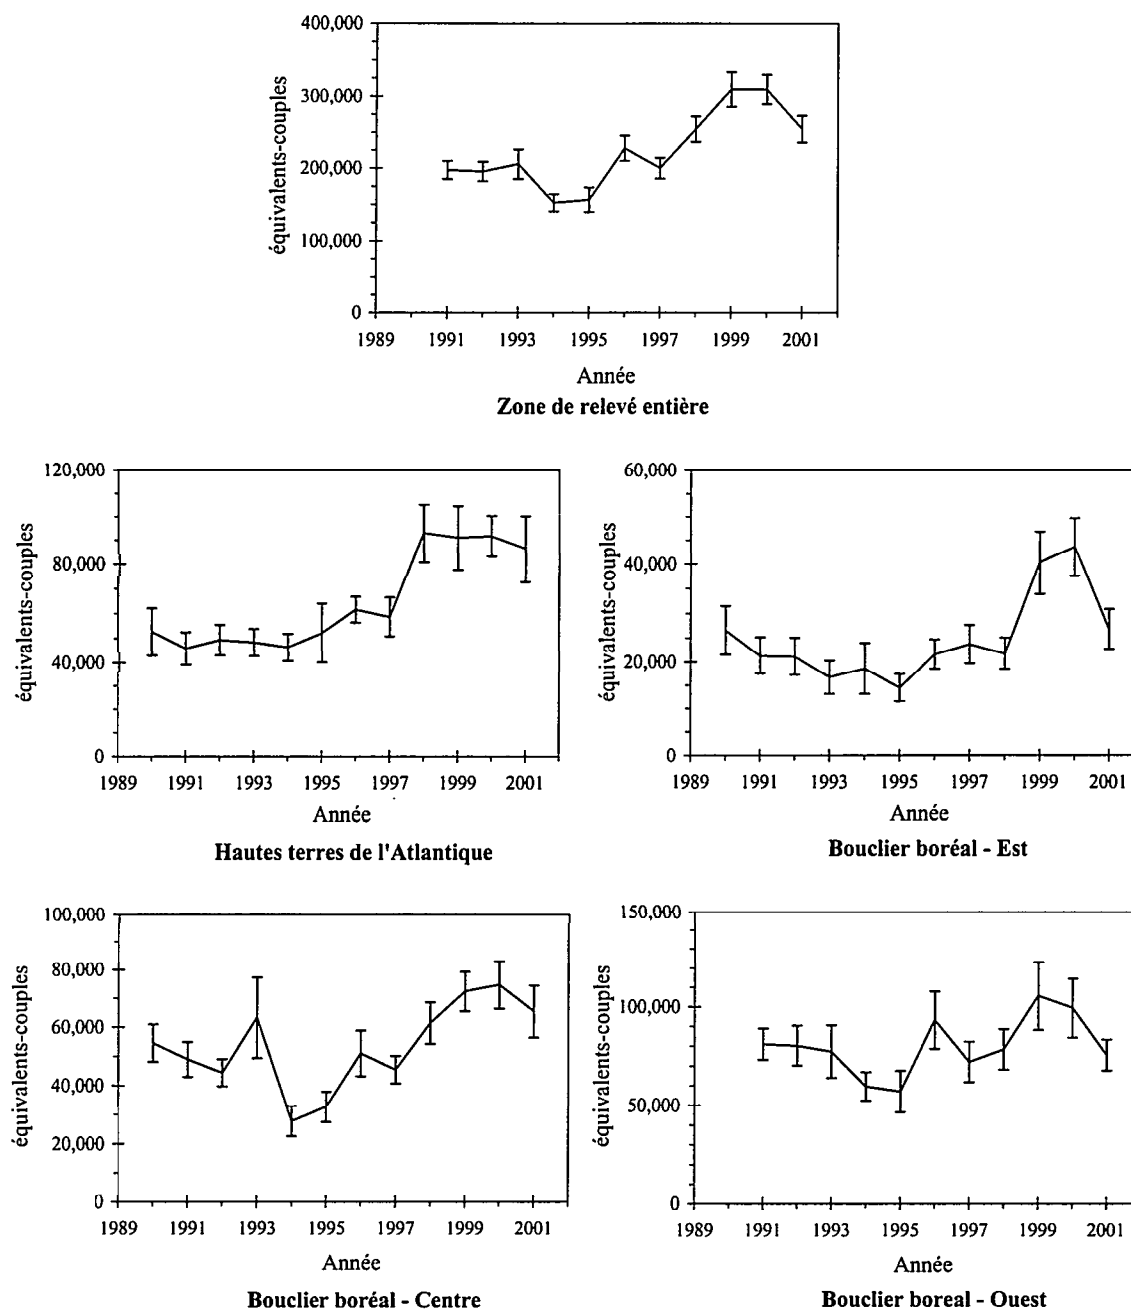 400,000
300,000
200,000
100,000
0
équivalents-couples
1989 1991 1993 1995 1997 1999 2001
Année
Zone de relevé entière
120,000
80,000
40,000
0
équivalents-couples
1989 1991 1993 1995 1997 1999 2001
Année
Hautes terres de l'Atlantique
60,000
40,000
20,000
0
équivalents-couples
1989 1991 1993 1995 1997 1999 2001
Année
Bouclier boréal - Est
100,000
80,000
60,000
40,000
20,000
0
équivalents-couples
1989 1991 1993 1995 1997 1999 2001
Année
Bouclier boréal - Centre
150,000
100,000
50,000
0
équivalents-couples
1989 1991 1993 1995 1997 1999 2001
Année
Bouclier boreal - Ouest